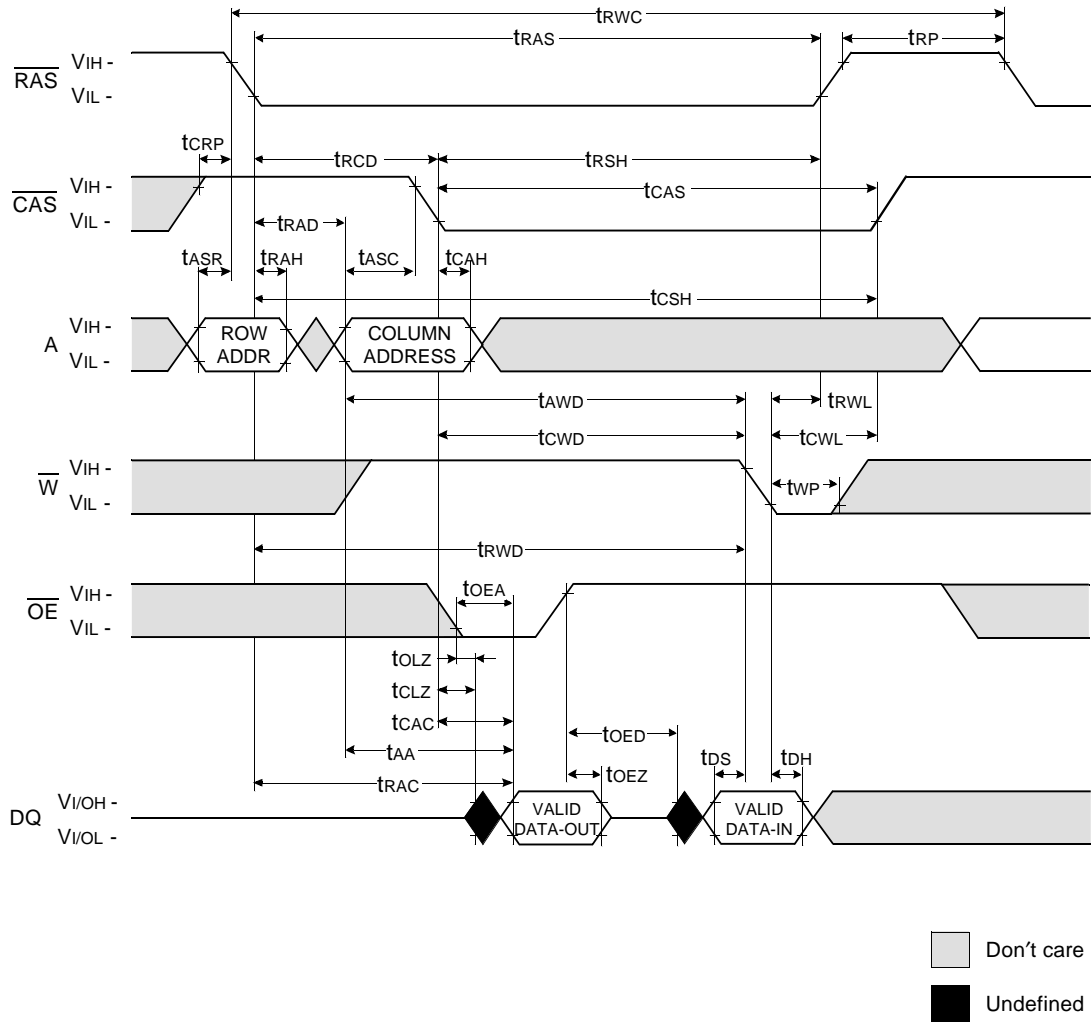 tRWC
tRAS
tRP
RAS
VIH -
VIL -
tCRP
tRCD
tRSH
CAS
VIH -
VIL -
tCAS
tRAD
tASR
tRAH
tASC
tCAH
tCSH
A
VIH -
VIL -
ROW
ADDR
COLUMN
ADDRESS
tAWD
tRWL
tCWD
tCWL
W
VIH -
VIL -
tWP
tRWD
OE
VIH -
VIL -
tOEA
tOLZ
tCLZ
tCAC
tOED
tAA
tDS
tDH
tRAC
tOEZ
DQ
VI/OH -
VI/OL -
VALID
DATA-OUT
VALID
DATA-IN
Don′t care
Undefined